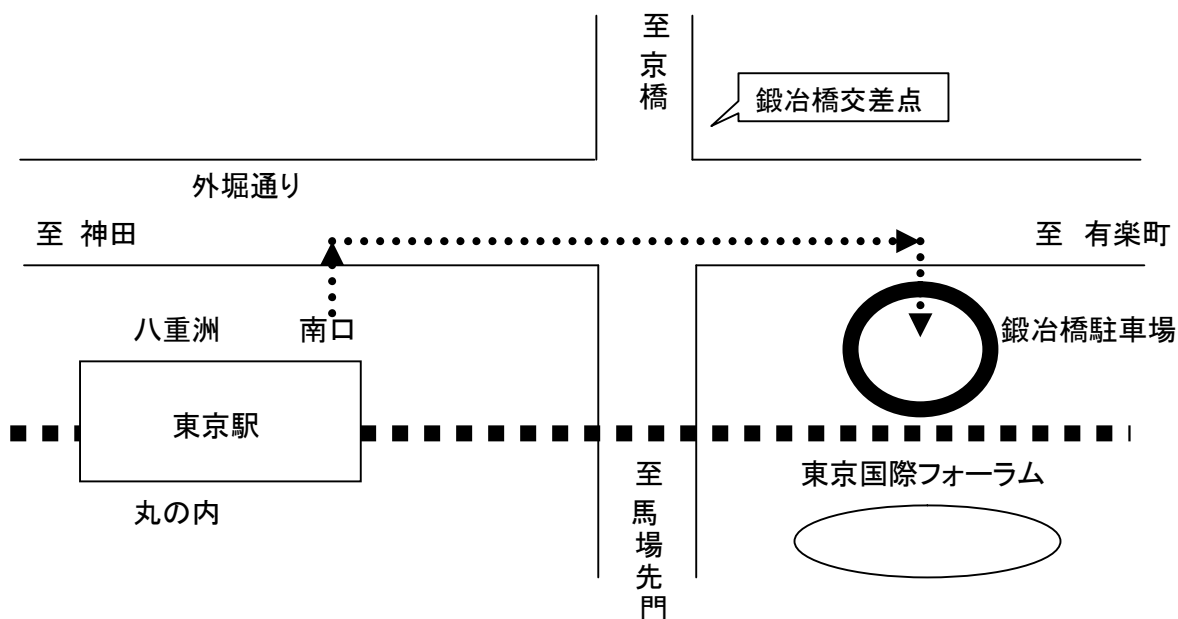 至 京橋
鍛冶橋交差点
外堀通り
至 神田
至 有楽町
八重洲
南口
鍛冶橋駐車場
東京駅
東京国際フォーラム
至 馬場先門
丸の内